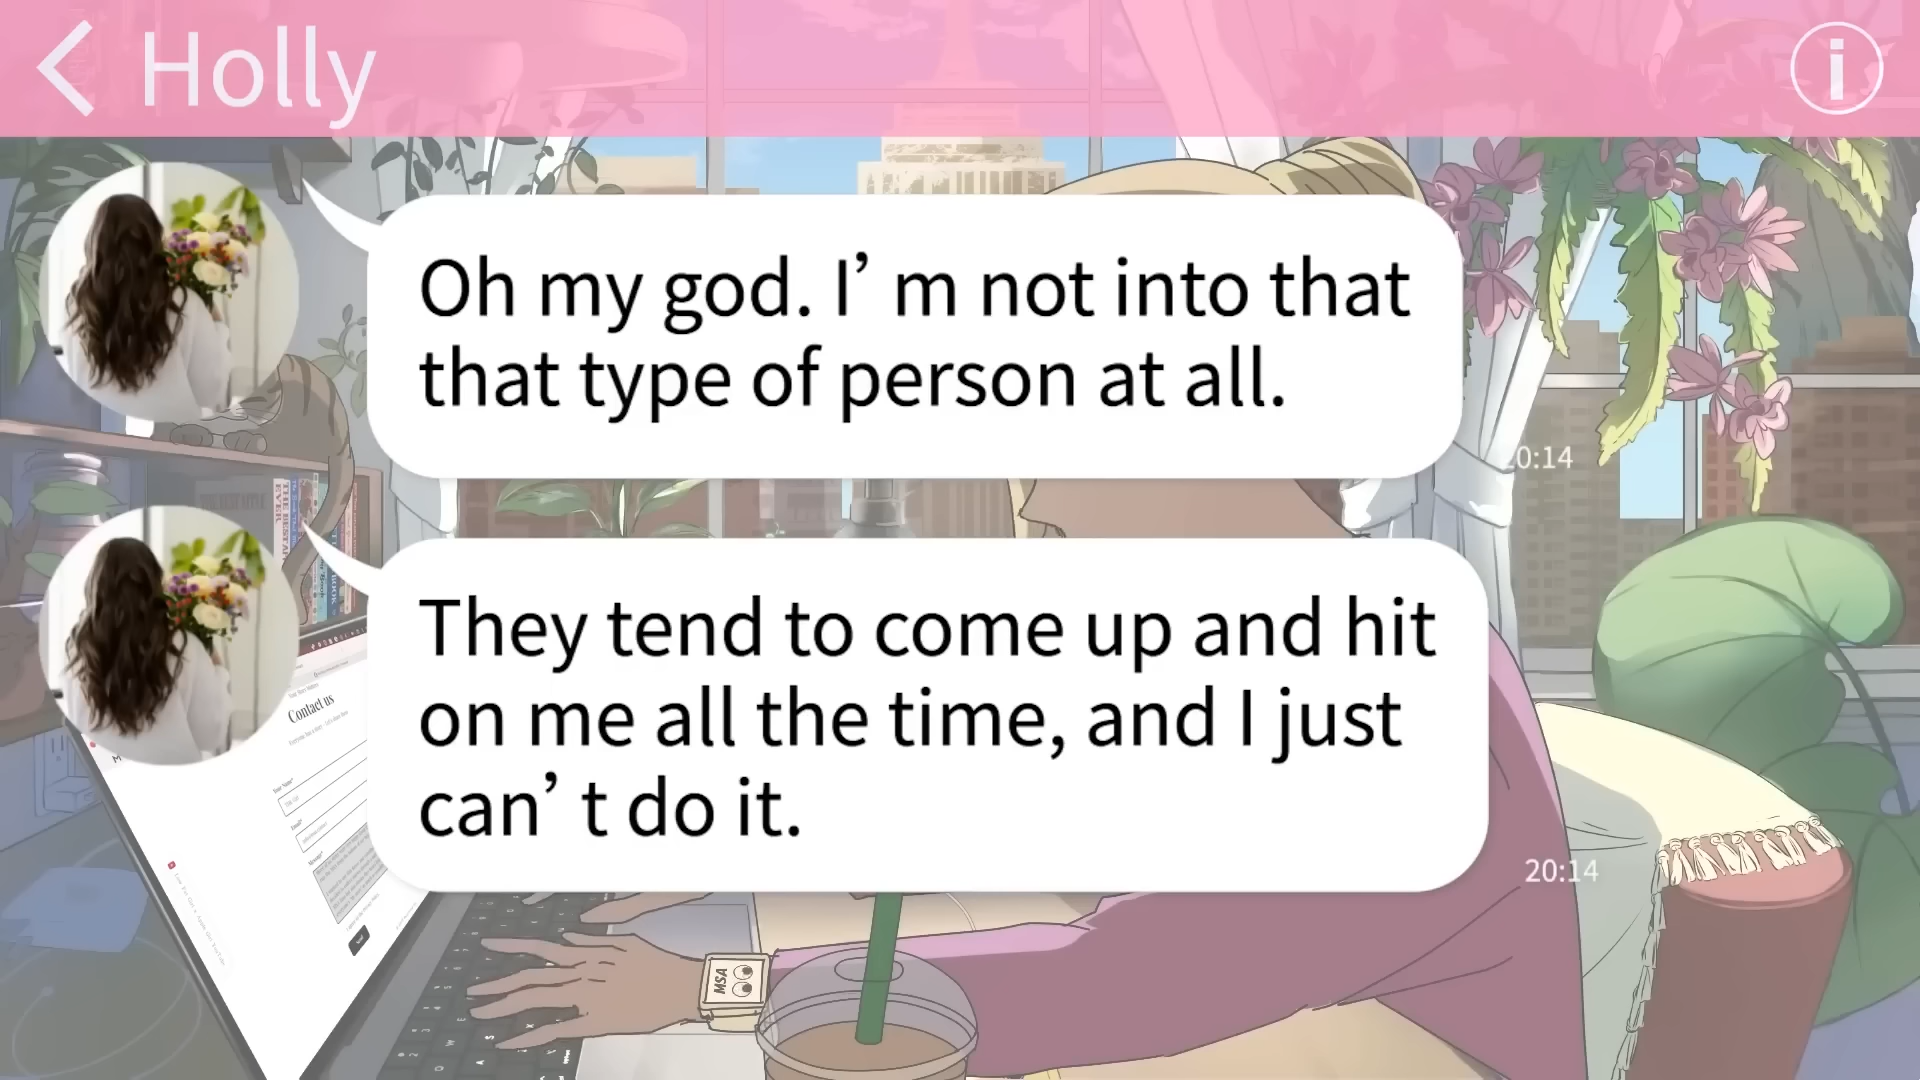 Holly
Oh my god. I’m not into that
that type of person at all.
20:14
They tend to come up and hit
on me all the time, and I just
can’t do it.
20:14
Contact us
MSA